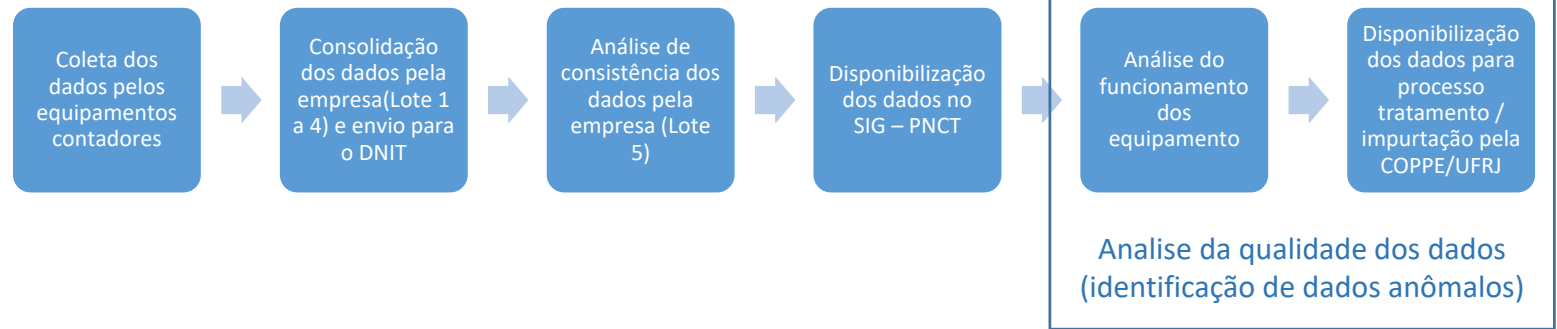 Coleta dos
dados pelos
equipamentos
contadores
Consolidação
dos dados pela
empresa(Lote 1
a 4) e envio para
o DNIT
Análise de
consistência dos
dados pela
empresa (Lote
5)
Disponibilização
dos dados no
SIG – PNCT
Análise do
funcionamento
dos
equipamento
Disponibilização
dos dados para
processo
tratamento /
impurtação pela
COPPE/UFRJ
Analise da qualidade dos dados
(identificação de dados anômalos)